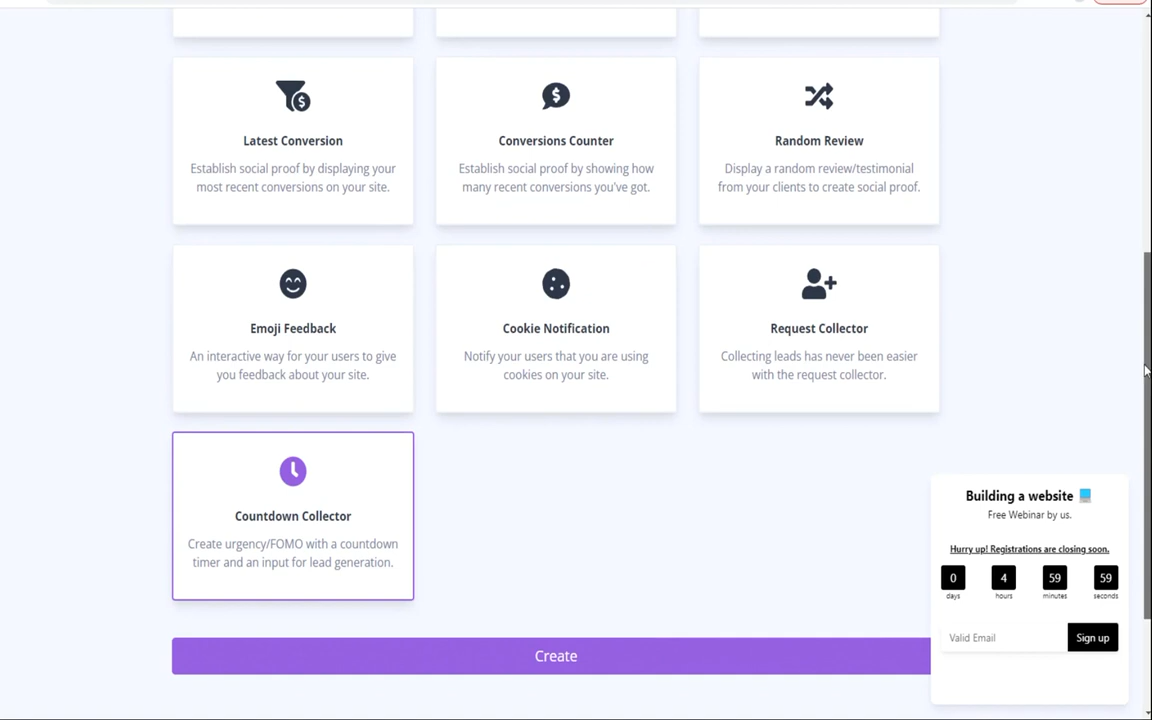 Latest Conversion
Establish social proof by displaying your
most recent conversions on your site.
Conversions Counter
Establish social proof by showing how
many recent conversions you've got.
Random Review
Display a random review/testimonial
from your clients to create social proof.
Emoji Feedback
An interactive way for your users to give
you feedback about your site.
Cookie Notification
Notify your users that you are using
cookies on your site.
Request Collector
Collecting leads has never been easier
with the request collector.
Countdown Collector
Create urgency/FOMO with a countdown
timer and an input for lead generation.
Create
Building a website
Free Webinar by us.
Hurry up! Registrations are closing soon.
0 4 59 59
days hours minutes seconds
Valid Email Sign up